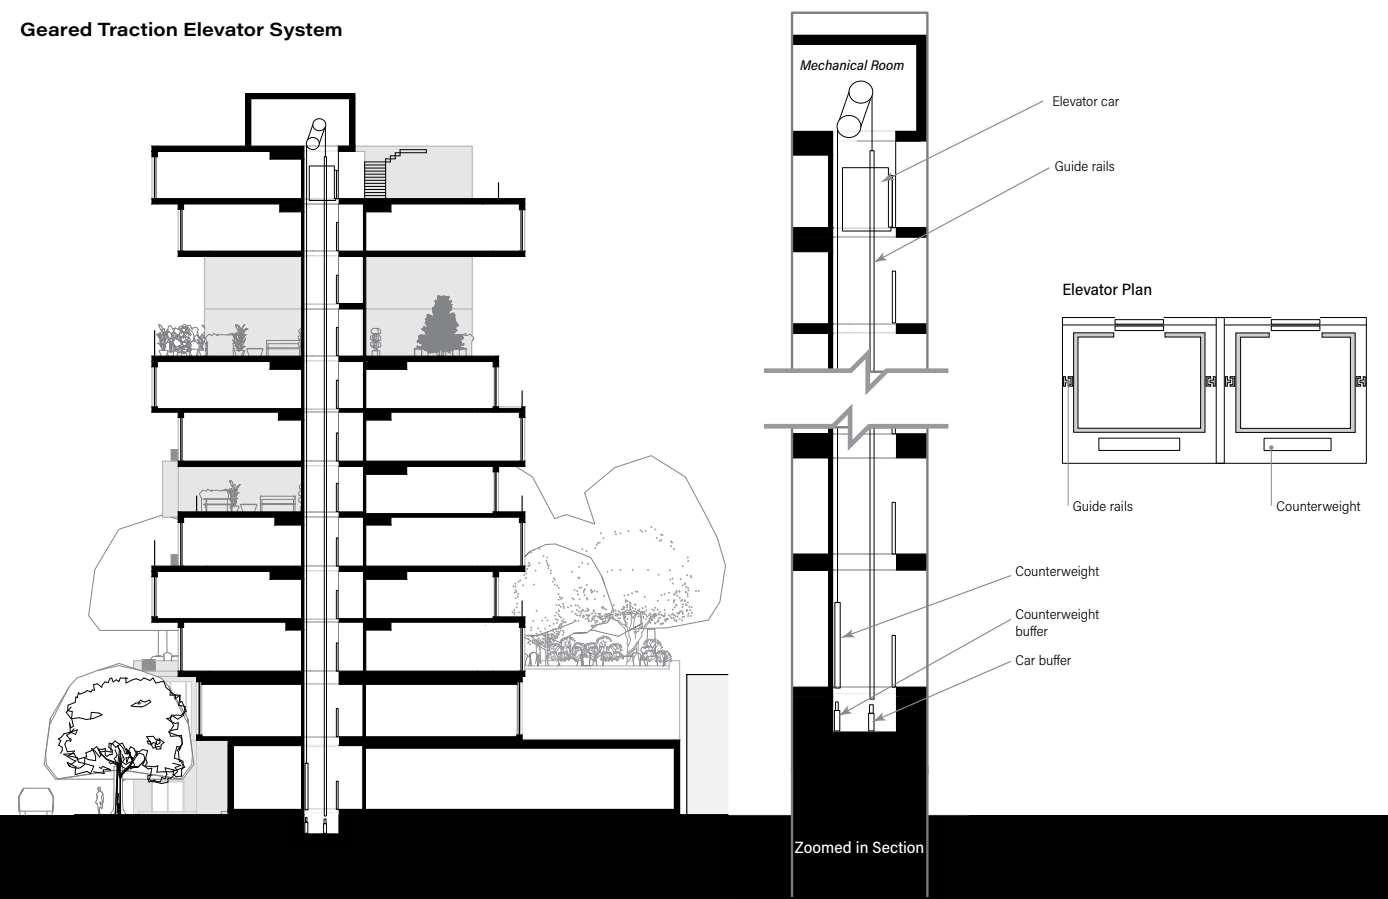 Geared Traction Elevator System
Mechanical Room
Elevator car
Guide rails
Elevator Plan
Guide rails
Counterweight
Counterweight
Counterweight
buffer
Car buffer
Zoomed in Section